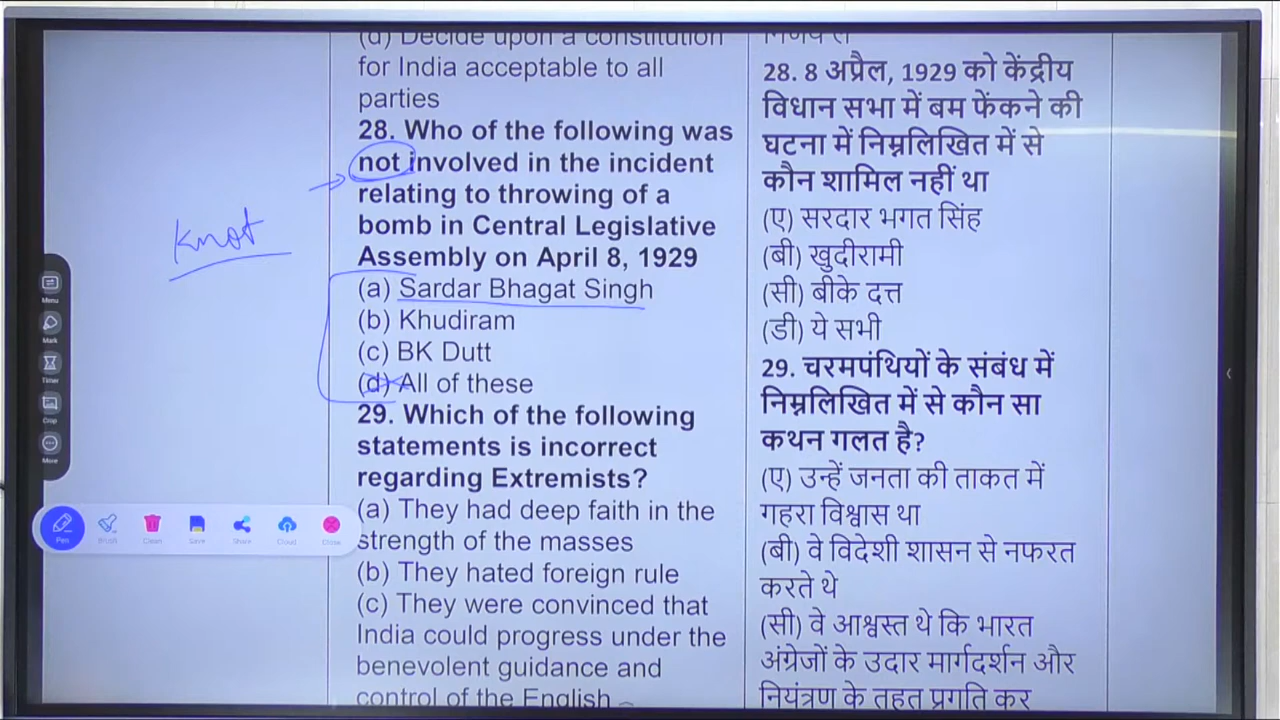 (d) Decide upon a constitution
for India acceptable to all
parties
28. Who of the following was
not involved in the incident
relating to throwing of a
bomb in Central Legislative
Assembly on April 8, 1929
(a) Sardar Bhagat Singh
(b) Khudiram
(c) BK Dutt
(d) All of these
29. Which of the following
statements is incorrect
regarding Extremists?
(a) They had deep faith in the
strength of the masses
(b) They hated foreign rule
(c) They were convinced that
India could progress under the
benevolent guidance and
control of the English
28. 8 अप्रैल, 1929 को केंद्रीय
विधान सभा में बम फेंकने की
घटना में निम्नलिखित में से
कौन शामिल नहीं था
(ए) सरदार भगत सिंह
(बी) खुदीरामी
(सी) बीके दत्त
(डी) ये सभी
29. चरमपंथियों के संबंध में
निम्नलिखित में से कौन सा
कथन गलत है?
(ए) उन्हें जनता की ताकत में
गहरा विश्वास था
(बी) वे विदेशी शासन से नफरत
करते थे
(सी) वे आश्वस्त थे कि भारत
अंग्रेजों के उदार मार्गदर्शन और
नियंत्रण के तहत प्रगति कर
Knot
Menu
Mark
Timer
Crop
More
Pen Brush Clean Save Share Cloud Close